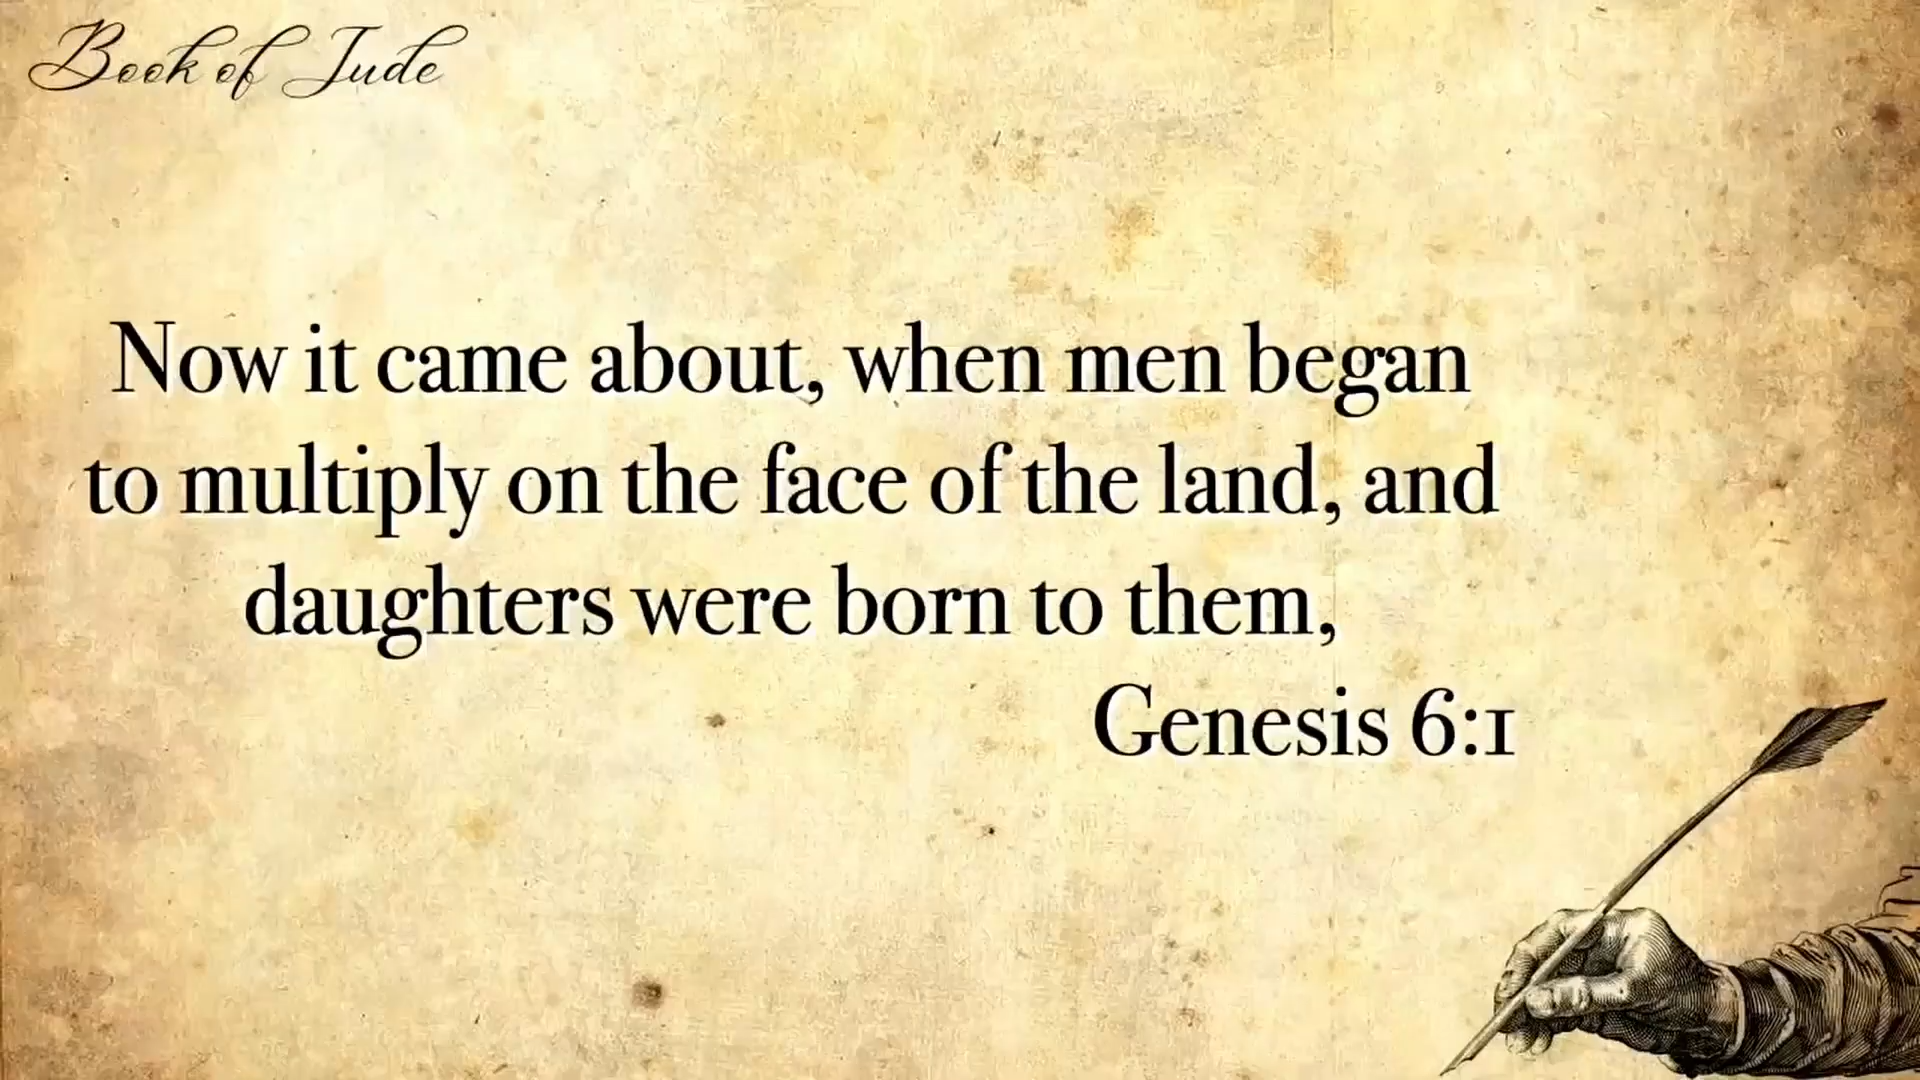 Book of Jude
Now it came about, when men began
to multiply on the face of the land, and
daughters were born to them,
Genesis 6:1